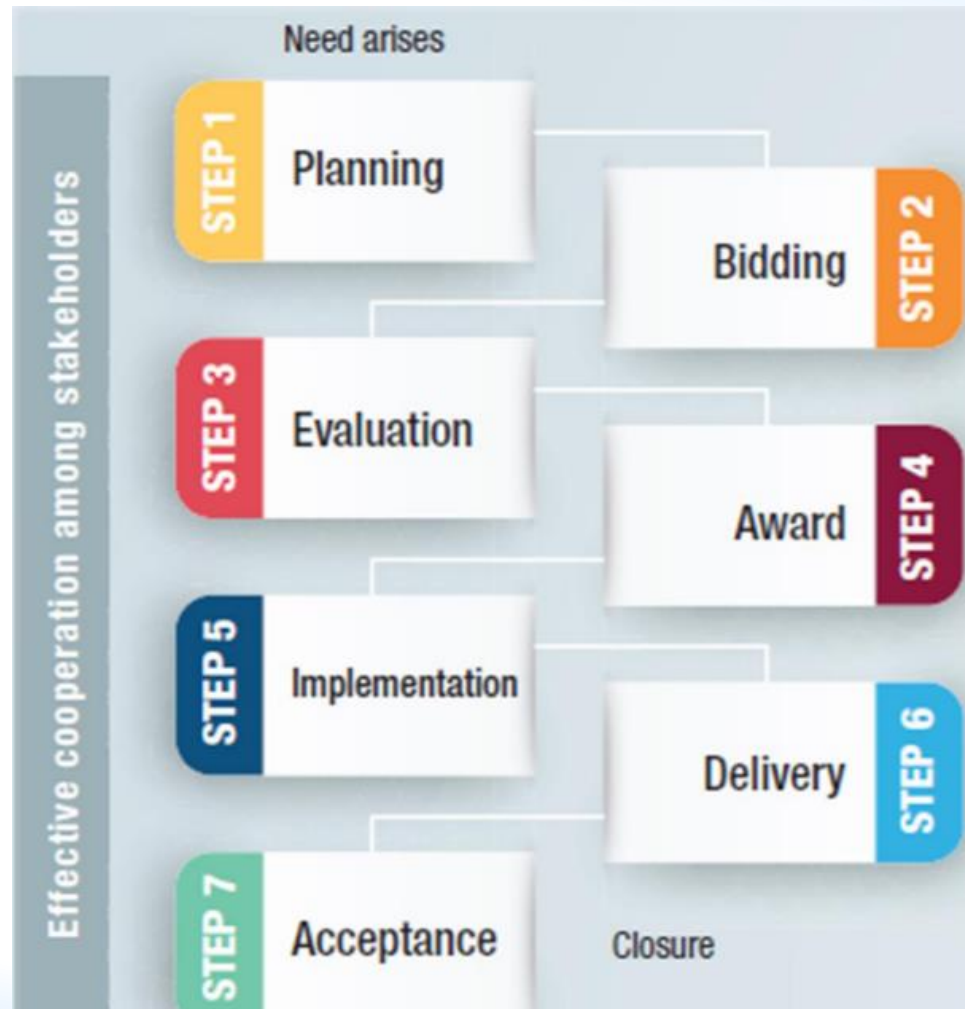 Effective cooperation among stakeholders
Need arises
STEP 1
Planning
Bidding
STEP 2
STEP 3
Evaluation
Award
STEP 4
STEP 5
Implementation
Delivery
STEP 6
STEP 7
Acceptance
Closure